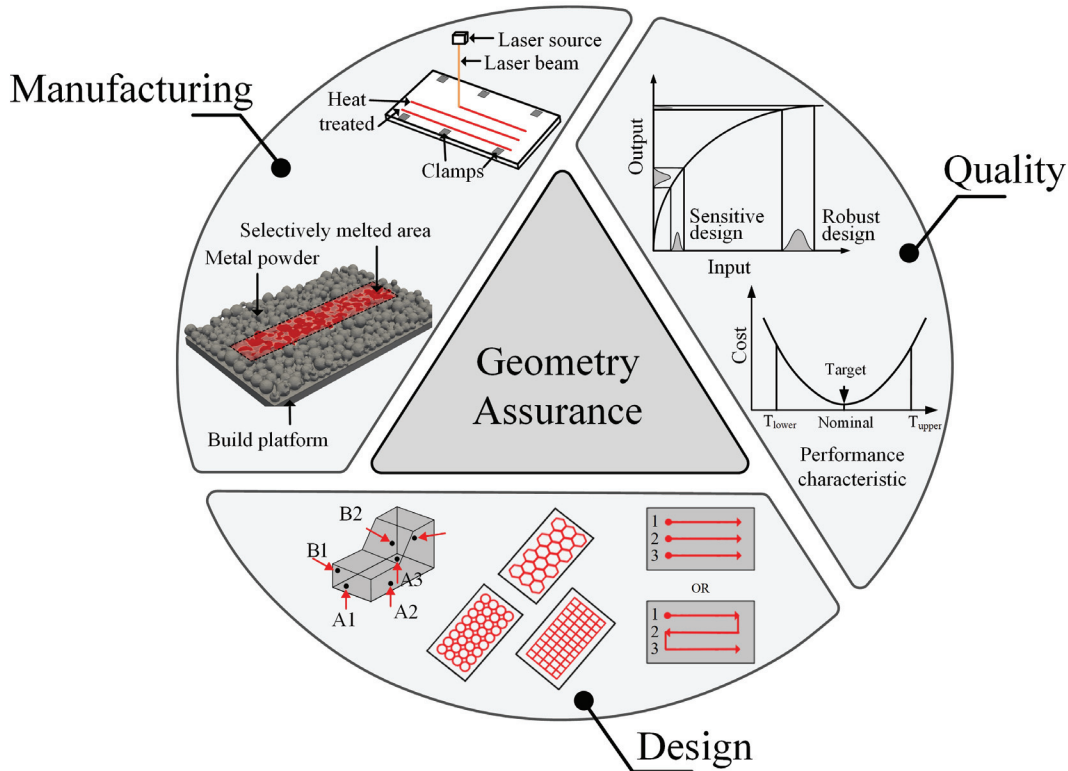 Manufacturing
Laser source
Laser beam
Heat
treated
Clamps
Selectively melted area
Metal powder
Build platform
Quality
Output
Sensitive
design
Robust
design
Input
Cost
Target
T_lower
Nominal
T_upper
Performance
characteristic
Geometry
Assurance
B2
B1
A3
A1
A2
1
2
3
OR
1
2
3
Design